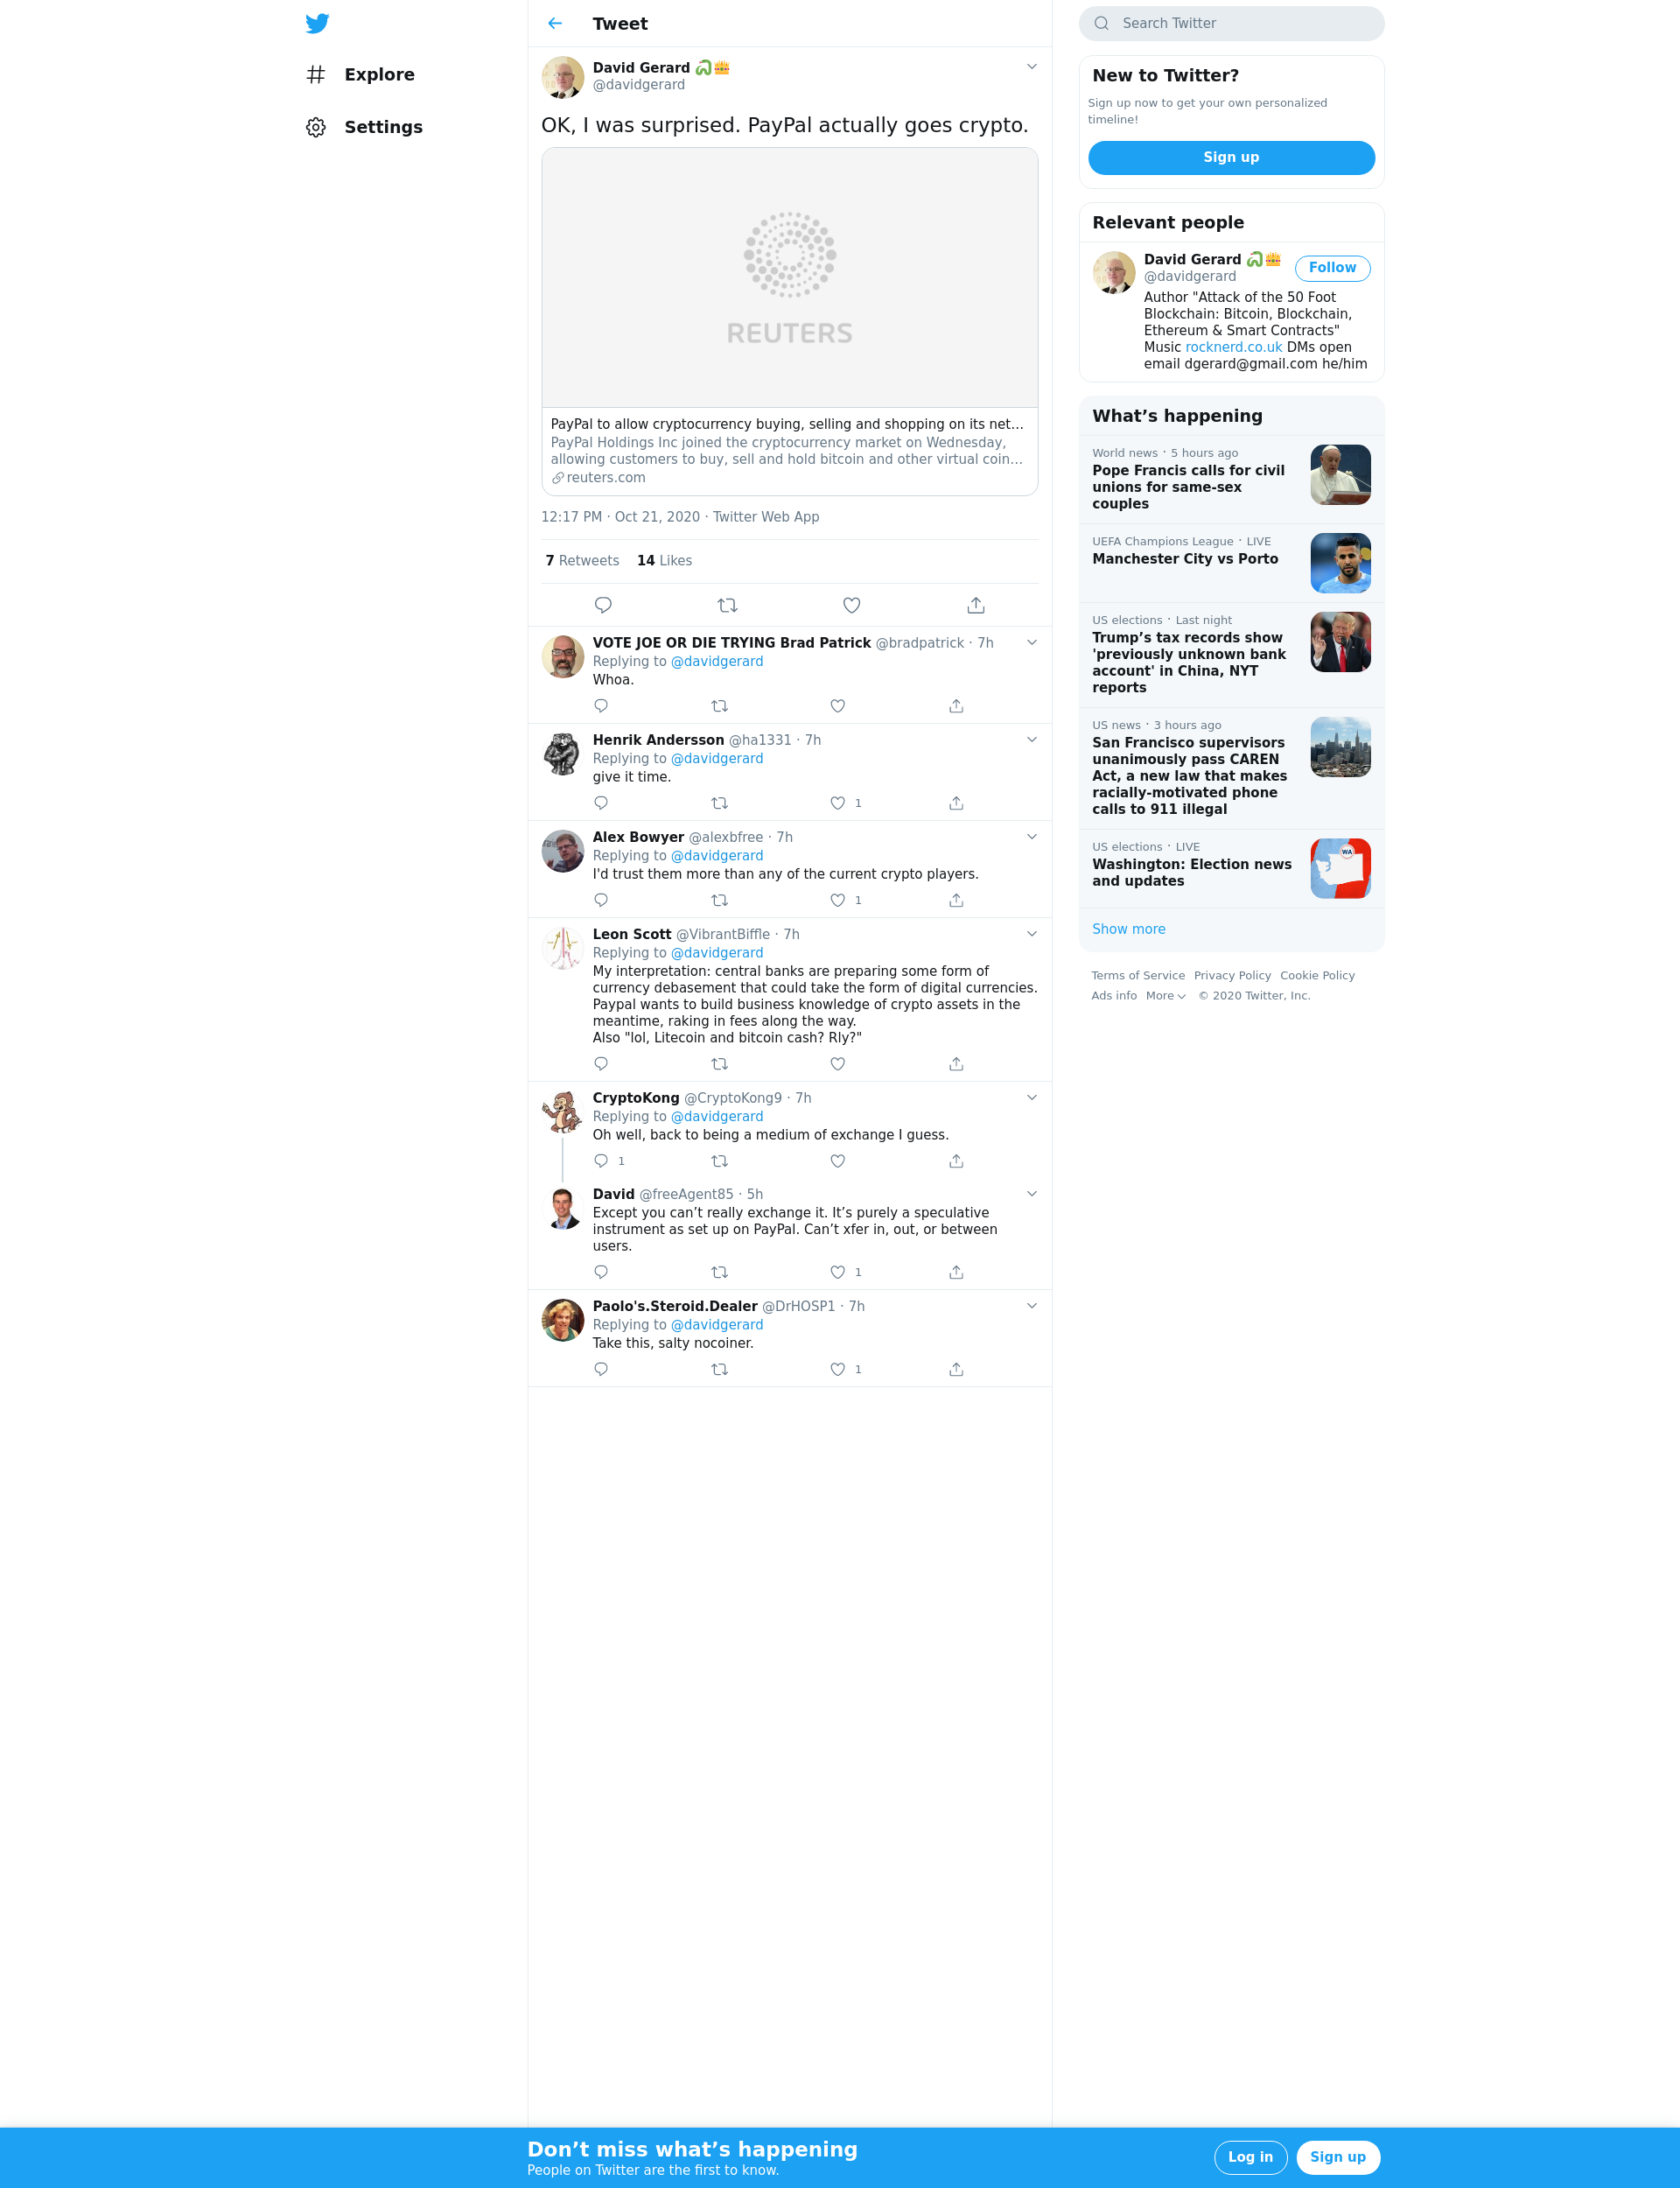 Explore
Settings
Tweet
David Gerard
@davidgerard
OK, I was surprised. PayPal actually goes crypto.
REUTERS
PayPal to allow cryptocurrency buying, selling and shopping on its net…
PayPal Holdings Inc joined the cryptocurrency market on Wednesday,
allowing customers to buy, sell and hold bitcoin and other virtual coin…
reuters.com
12:17 PM · Oct 21, 2020 · Twitter Web App
7 Retweets 14 Likes
VOTE JOE OR DIE TRYING Brad Patrick @bradpatrick · 7h
Replying to @davidgerard
Whoa.
Henrik Andersson @ha1331 · 7h
Replying to @davidgerard
give it time.
1
Alex Bowyer @alexbfree · 7h
Replying to @davidgerard
I'd trust them more than any of the current crypto players.
1
Leon Scott @VibrantBiffle · 7h
Replying to @davidgerard
My interpretation: central banks are preparing some form of
currency debasement that could take the form of digital currencies.
Paypal wants to build business knowledge of crypto assets in the
meantime, raking in fees along the way.
Also "lol, Litecoin and bitcoin cash? Rly?"
CryptoKong @CryptoKong9 · 7h
Replying to @davidgerard
Oh well, back to being a medium of exchange I guess.
1
David @freeAgent85 · 5h
Except you can’t really exchange it. It’s purely a speculative
instrument as set up on PayPal. Can’t xfer in, out, or between
users.
1
Paolo's.Steroid.Dealer @DrHOSP1 · 7h
Replying to @davidgerard
Take this, salty nocoiner.
1
Search Twitter
New to Twitter?
Sign up now to get your own personalized
timeline!
Sign up
Relevant people
David Gerard
@davidgerard
Follow
Author "Attack of the 50 Foot
Blockchain: Bitcoin, Blockchain,
Ethereum & Smart Contracts"
Music rocknerd.co.uk DMs open
email dgerard@gmail.com he/him
What’s happening
World news · 5 hours ago
Pope Francis calls for civil
unions for same-sex
couples
UEFA Champions League · LIVE
Manchester City vs Porto
US elections · Last night
Trump’s tax records show
'previously unknown bank
account' in China, NYT
reports
US news · 3 hours ago
San Francisco supervisors
unanimously pass CAREN
Act, a new law that makes
racially-motivated phone
calls to 911 illegal
US elections · LIVE
Washington: Election news
and updates
WA
Show more
Terms of Service Privacy Policy Cookie Policy
Ads info More © 2020 Twitter, Inc.
Don’t miss what’s happening
People on Twitter are the first to know.
Log in
Sign up